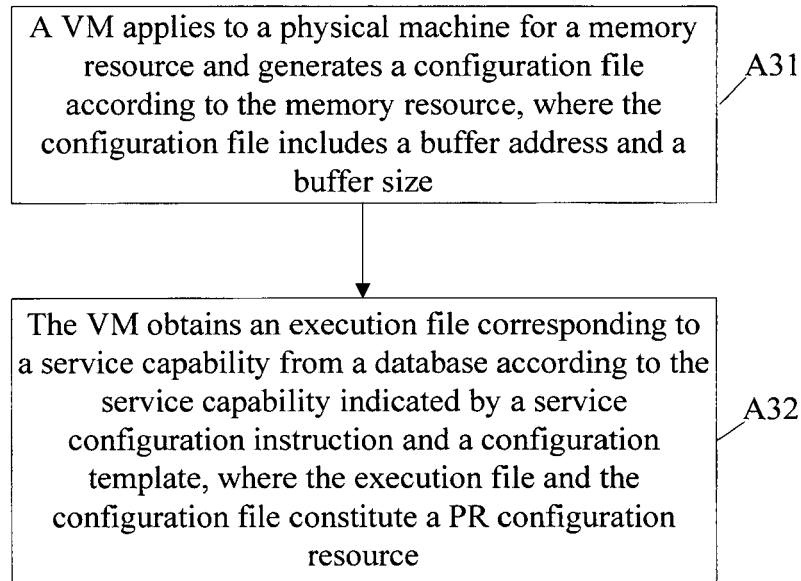 A VM applies to a physical machine for a memory
resource and generates a configuration file
according to the memory resource, where the
configuration file includes a buffer address and a
buffer size
A31
The VM obtains an execution file corresponding to
a service capability from a database according to the
service capability indicated by a service
configuration instruction and a configuration
template, where the execution file and the
configuration file constitute a PR configuration
resource
A32